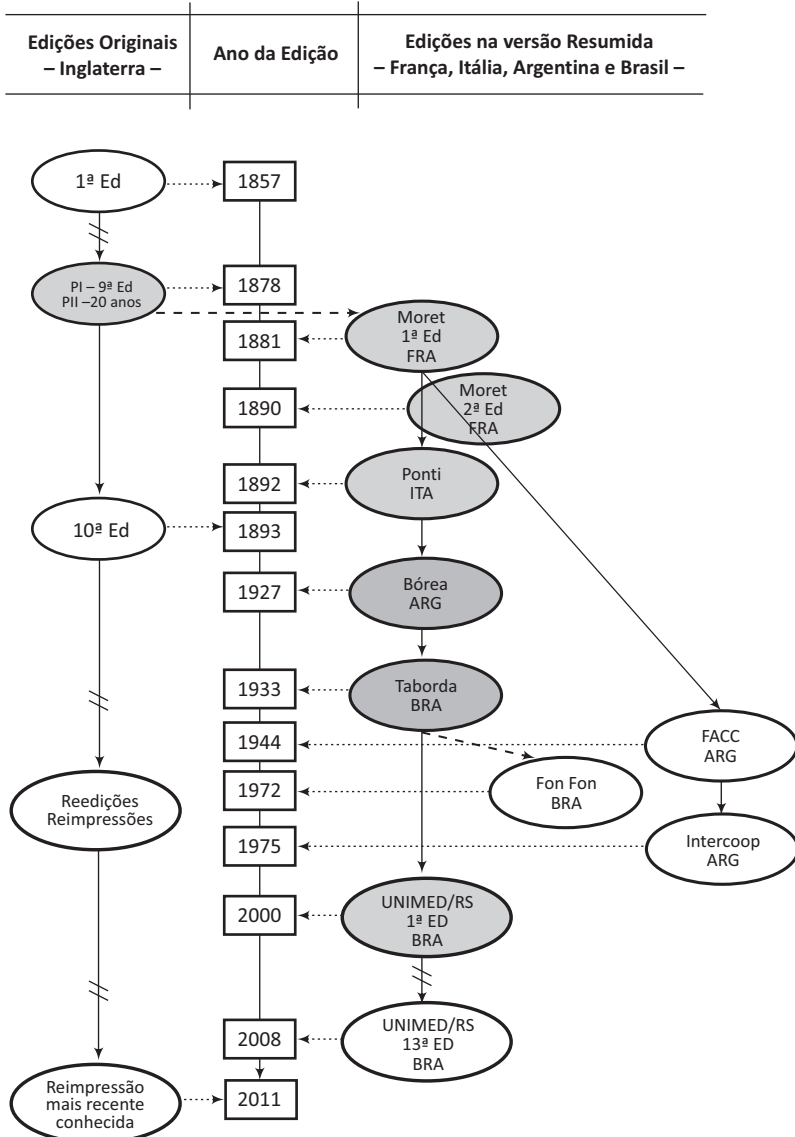 Edições Originais
– Inglaterra –
Ano da Edição
Edições na versão Resumida
– França, Itália, Argentina e Brasil –
1ª Ed
1857
PI – 9ª Ed
PII –20 anos
1878
Moret
1ª Ed
FRA
1881
Moret
2ª Ed
FRA
1890
Ponti
ITA
1892
10ª Ed
1893
Bórea
ARG
1927
Taborda
BRA
1933
FACC
ARG
1944
Fon Fon
BRA
1972
Reedições
Reimpressões
Intercoop
ARG
1975
UNIMED/RS
1ª ED
BRA
2000
UNIMED/RS
13ª ED
BRA
2008
Reimpressão
mais recente
conhecida
2011